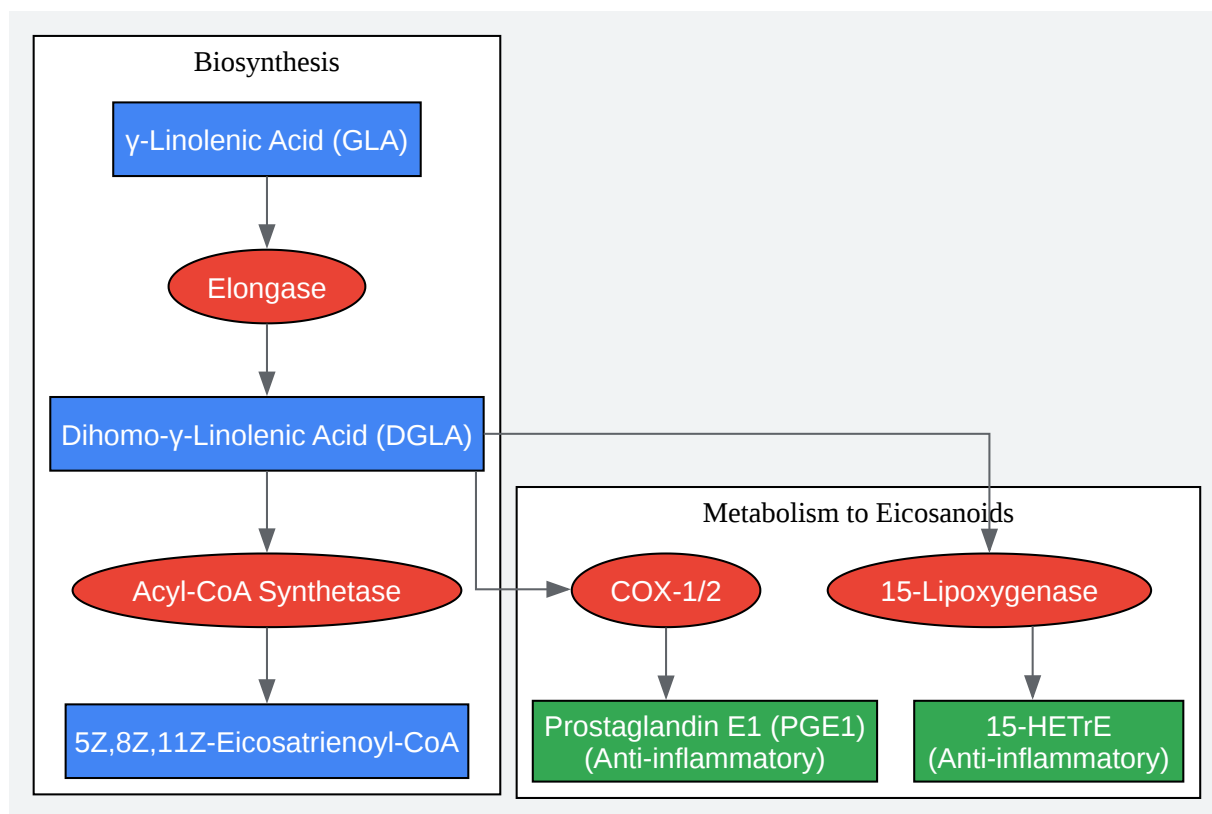 Biosynthesis
γ-Linolenic Acid (GLA)
Elongase
Dihomo-γ-Linolenic Acid (DGLA)
Acyl-CoA Synthetase
5Z,8Z,11Z-Eicosatrienoyl-CoA
Metabolism to Eicosanoids
COX-1/2
15-Lipoxygenase
Prostaglandin E1 (PGE1)
(Anti-inflammatory)
15-HETrE
(Anti-inflammatory)